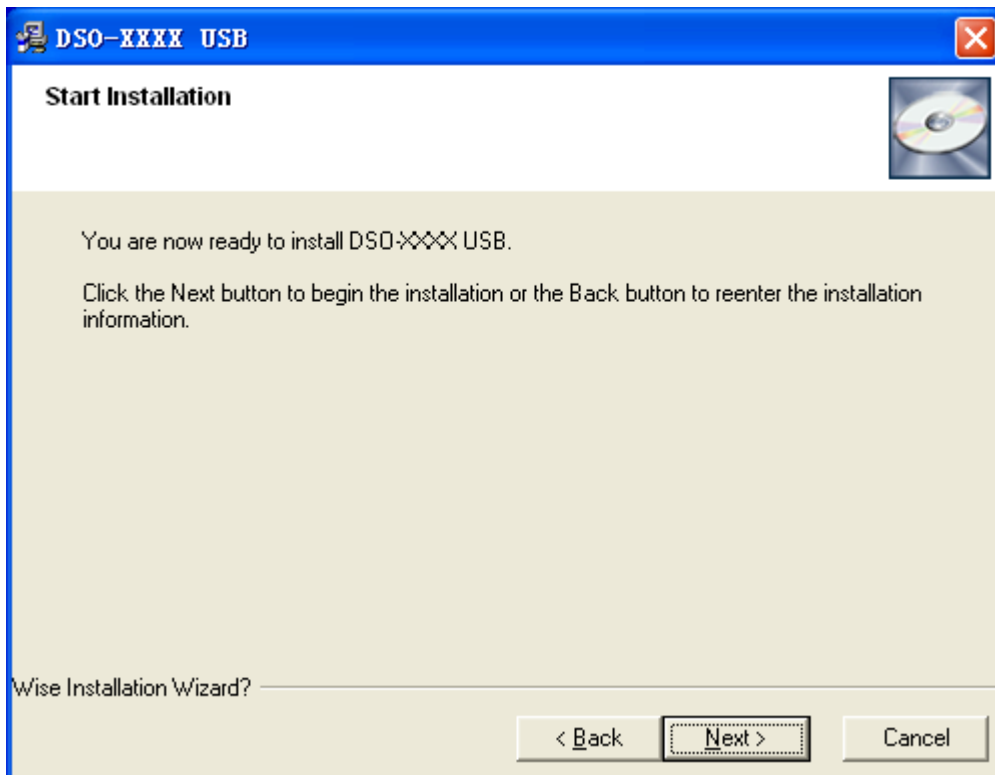 DSO-XXXX USB
Start Installation
You are now ready to install DSO-XXXX USB.
Click the Next button to begin the installation or the Back button to reenter the installation
information.
Wise Installation Wizard?
< Back
Next >
Cancel